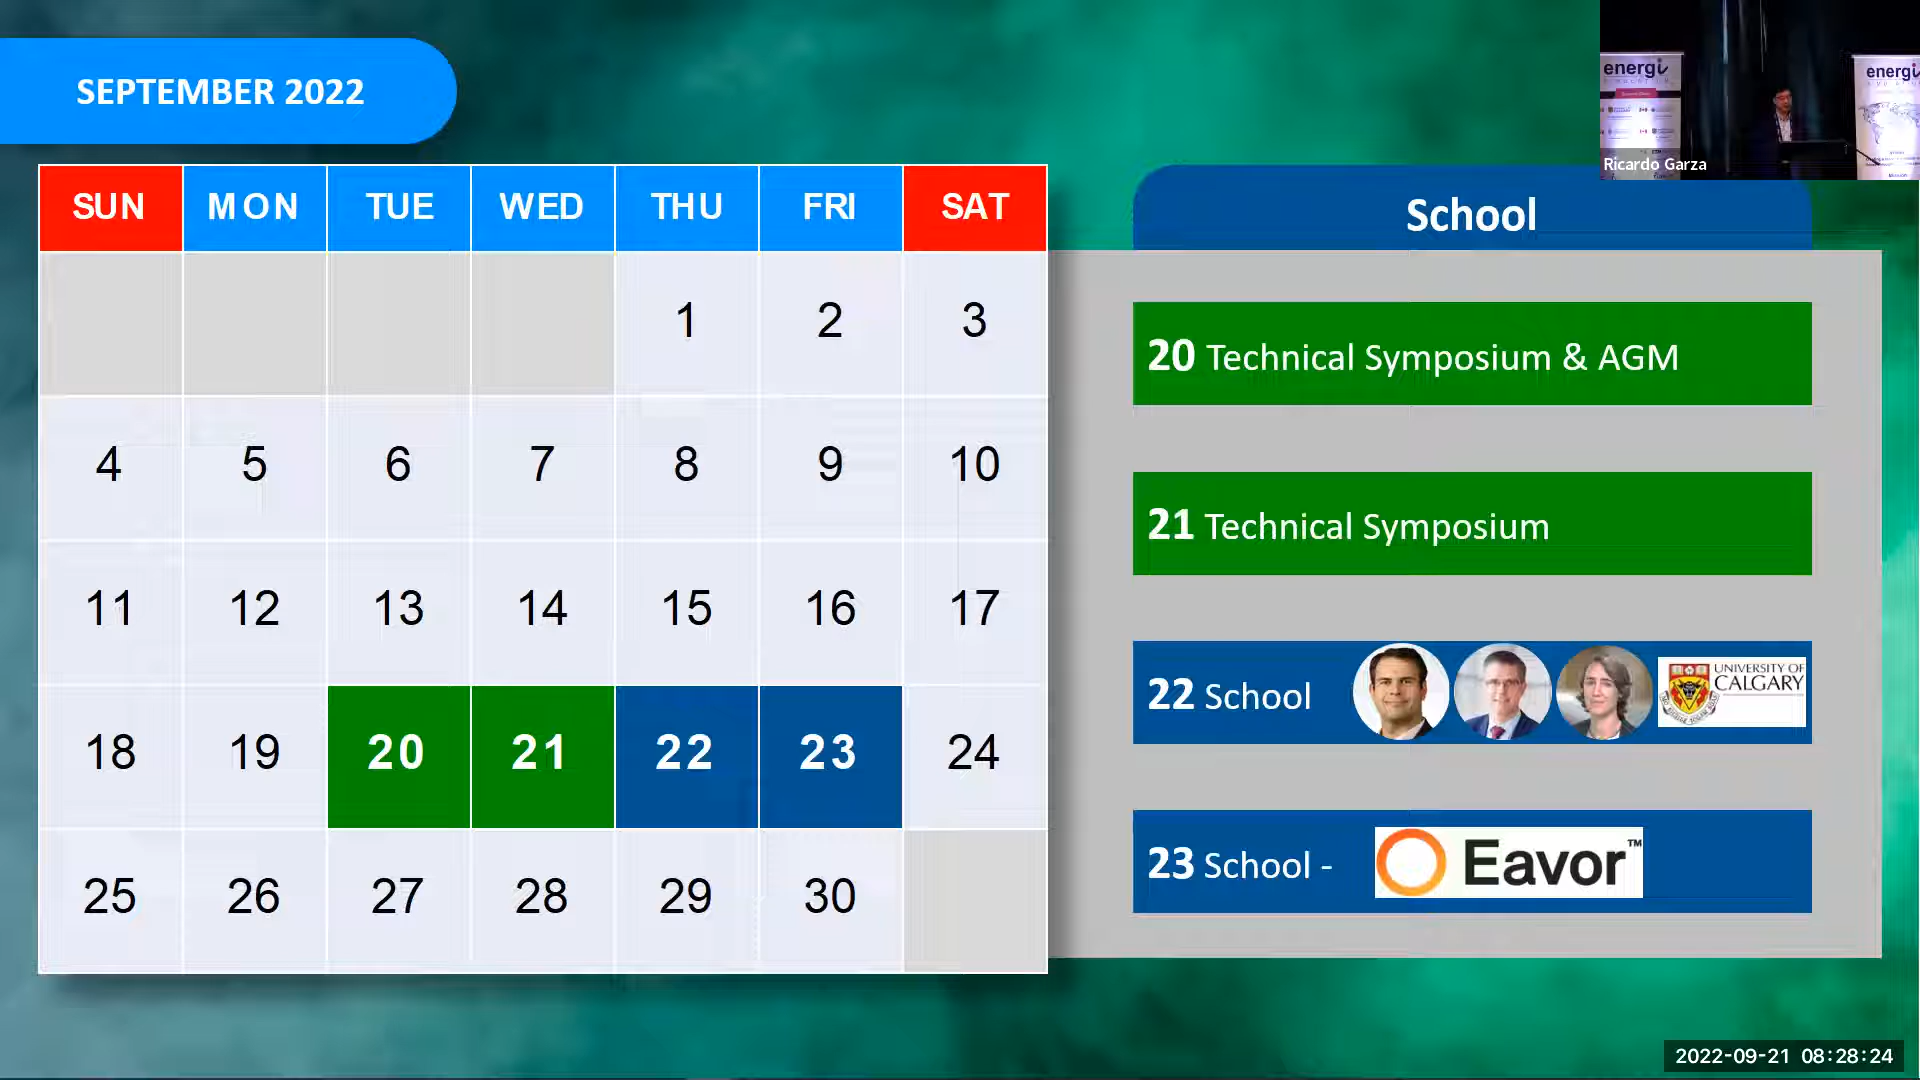 SEPTEMBER 2022
SUN MON TUE WED THU FRI SAT
1 2 3
4 5 6 7 8 9 10
11 12 13 14 15 16 17
18 19 20 21 22 23 24
25 26 27 28 29 30
energi
energi
Ricardo Garza
School
20 Technical Symposium & AGM
21 Technical Symposium
22 School
UNIVERSITY OF
CALGARY
23 School -
Eavor™
2022-09-21 08:28:24